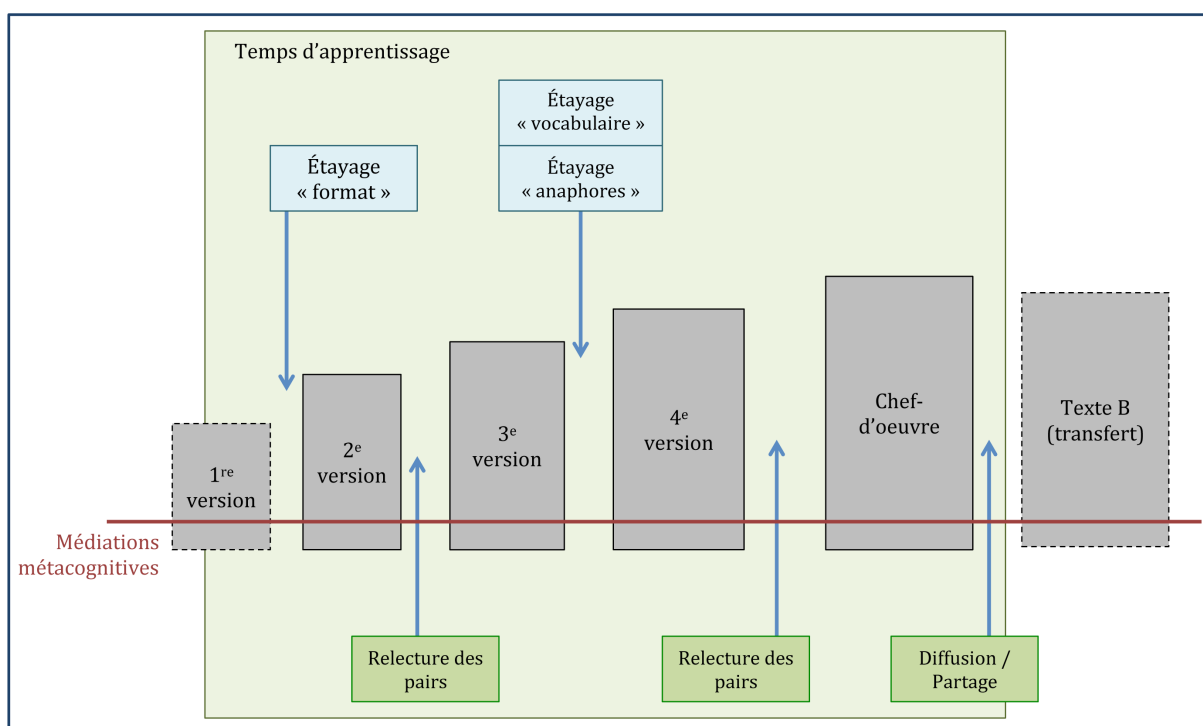 Temps d’apprentissage
Étayage
« format »
Étayage
« vocabulaire »
Étayage
« anaphores »
1re
version
2e
version
3e
version
4e
version
Chef-
d’oeuvre
Texte B
(transfert)
Médiations
métacognitives
Relecture des
pairs
Relecture des
pairs
Diffusion /
Partage